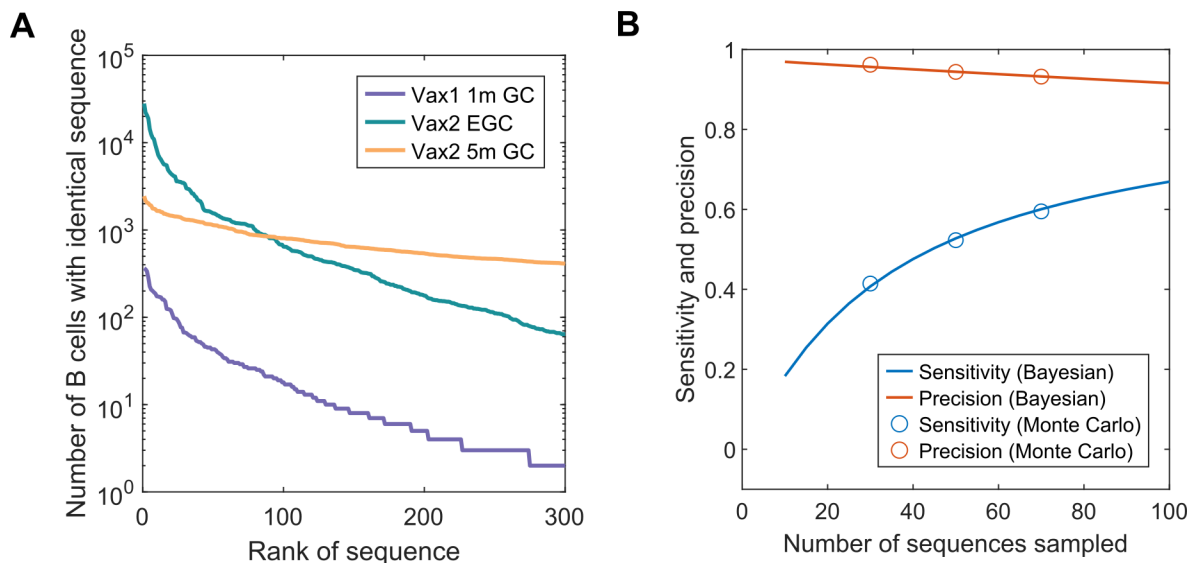 A
Number of B cells with identical sequence
10^5
10^4
10^3
10^2
10^1
10^0
Vax1 1m GC
Vax2 EGC
Vax2 5m GC
0 100 200 300
Rank of sequence
B
Sensitivity and precision
1
0.8
0.6
0.4
0.2
0
Sensitivity (Bayesian)
Precision (Bayesian)
Sensitivity (Monte Carlo)
Precision (Monte Carlo)
0 20 40 60 80 100
Number of sequences sampled